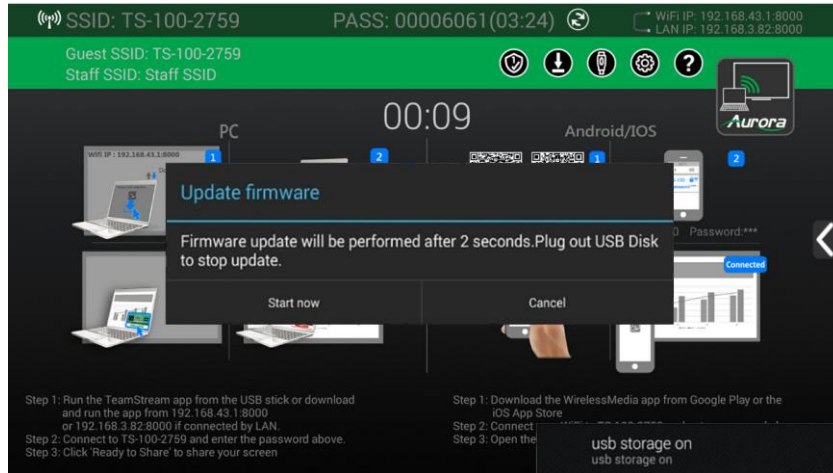 SSID: TS-100-2759
PASS: 00006061(03:24)
WiFi IP: 192.168.43.1:8000
LAN IP: 192.168.3.82:8000
Guest SSID: TS-100-2759
Staff SSID: Staff SSID
Aurora
00:09
PC
Android/IOS
Wifi IP : 192.168.43.1:8000
1
2
1
2
Update firmware
Firmware update will be performed after 2 seconds.Plug out USB Disk
to stop update.
Start now
Cancel
Password:***
Connected
Step 1: Run the TeamStream app from the USB stick or download
and run the app from 192.168.43.1:8000
or 192.168.3.82:8000 if connected by LAN.
Step 2: Connect to TS-100-2759 and enter the password above.
Step 3: Click 'Ready to Share' to share your screen
Step 1: Download the WirelessMedia app from Google Play or the
iOS App Store
Step 2: Connect
Step 3: Open the
usb storage on
usb storage on